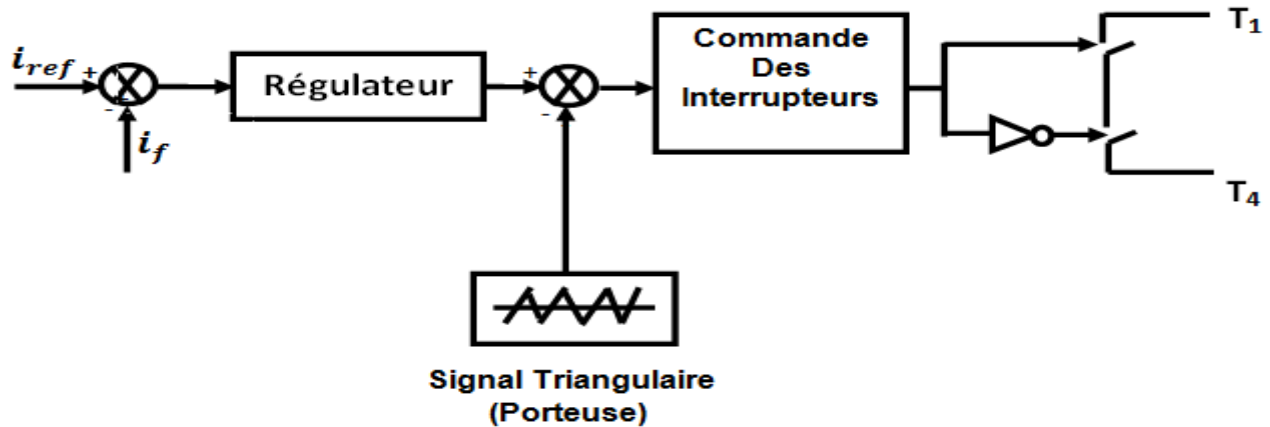 i_ref + -
i_f
Régulateur
+ -
Commande
Des
Interrupteurs
T₁
T₄
Signal Triangulaire
(Porteuse)